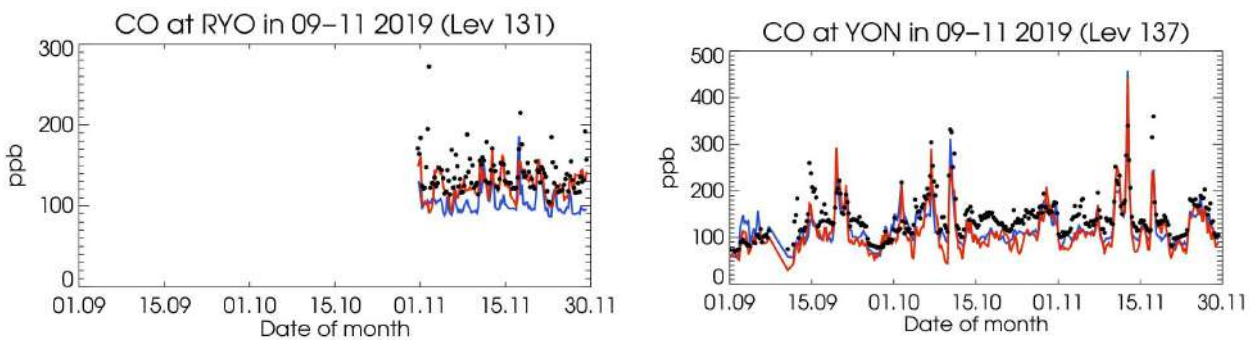 CO at RYO in 09–11 2019 (Lev 131)
300
200
100
0
ppb
01.09 15.09 01.10 15.10 01.11 15.11 30.11
Date of month
CO at YON in 09–11 2019 (Lev 137)
500
400
300
200
100
0
ppb
01.09 15.09 01.10 15.10 01.11 15.11 30.11
Date of month